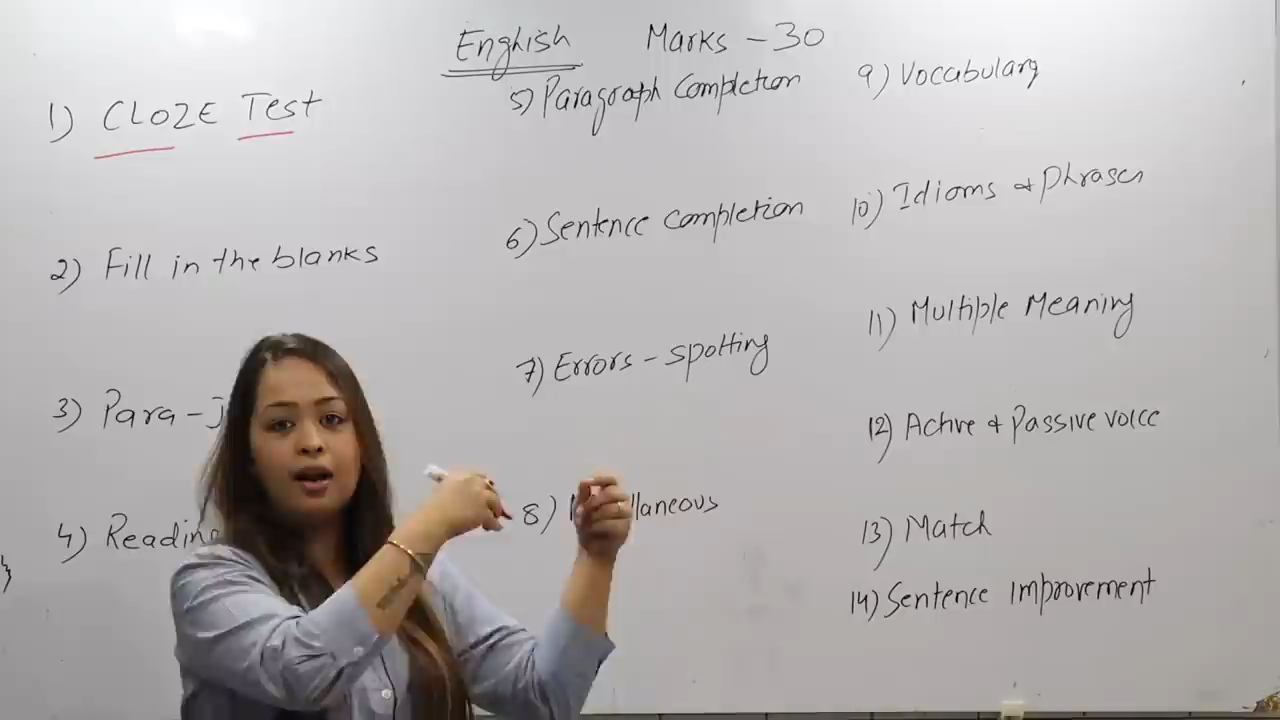 English Marks - 30
1) CLOZE Test
2) Fill in the blanks
3) Para - J
4) Reading
5) Paragraph Completion
6) Sentence Completion
7) Errors - spotting
8) M llaneous
9) Vocabulary
10) Idioms & Phrases
11) Multiple Meaning
12) Active & Passive voice
13) Match
14) Sentence Improvement